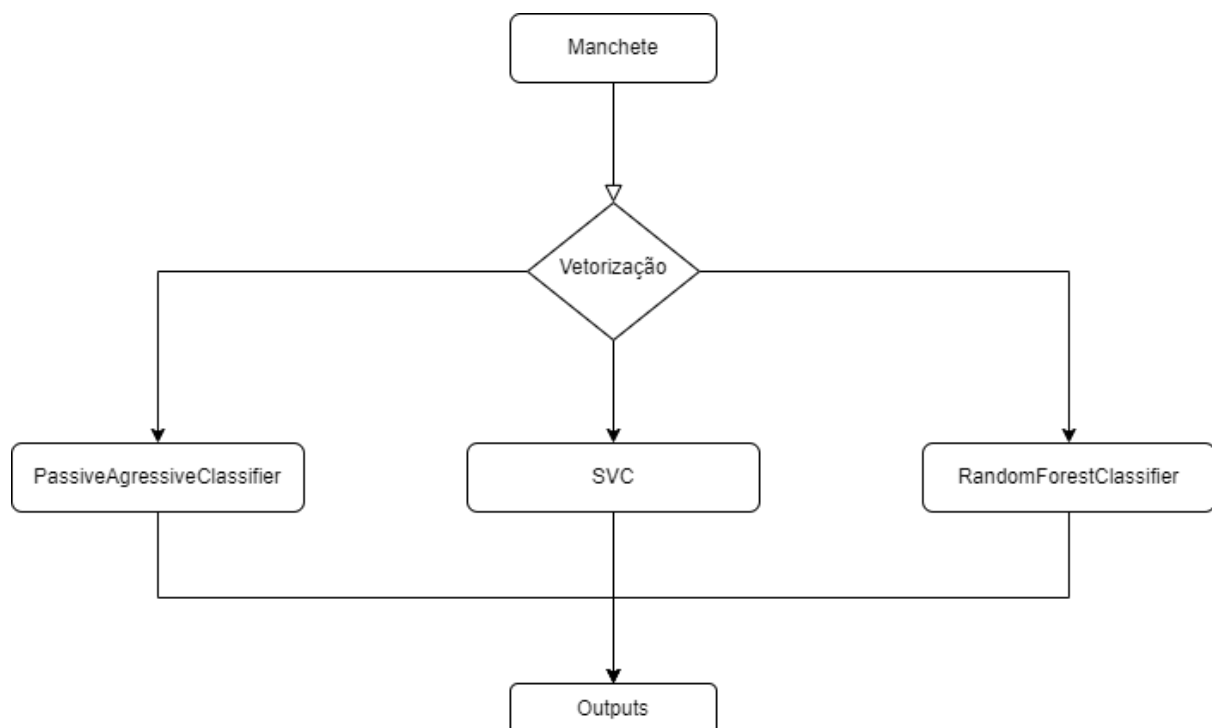 Manchete
Vetorização
PassiveAgressiveClassifier
SVC
RandomForestClassifier
Outputs